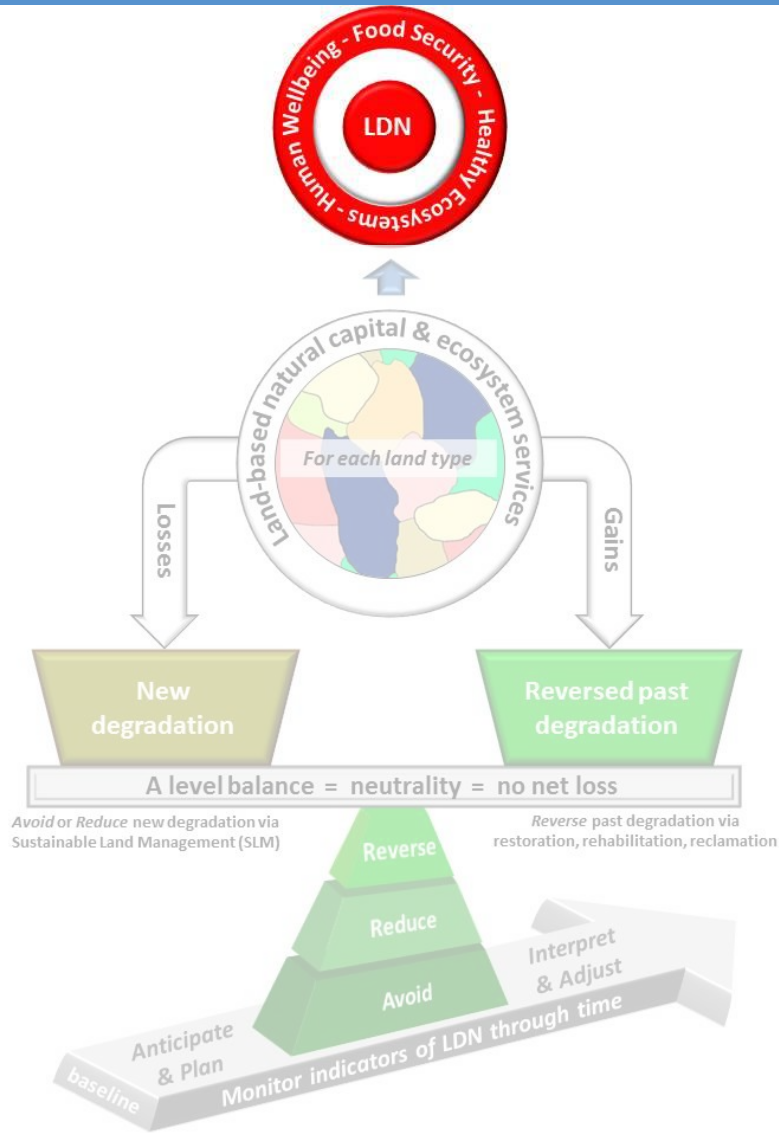 Human Wellbeing - Food Security - Healthy Ecosystems -
LDN
Land-based natural capital & ecosystem services
For each land type
Losses
Gains
New
degradation
Reversed past
degradation
A level balance = neutrality = no net loss
Avoid or Reduce new degradation via
Sustainable Land Management (SLM)
Reverse past degradation via
restoration, rehabilitation, reclamation
Reverse
Reduce
Avoid
Anticipate
& Plan
Interpret
& Adjust
baseline
Monitor indicators of LDN through time